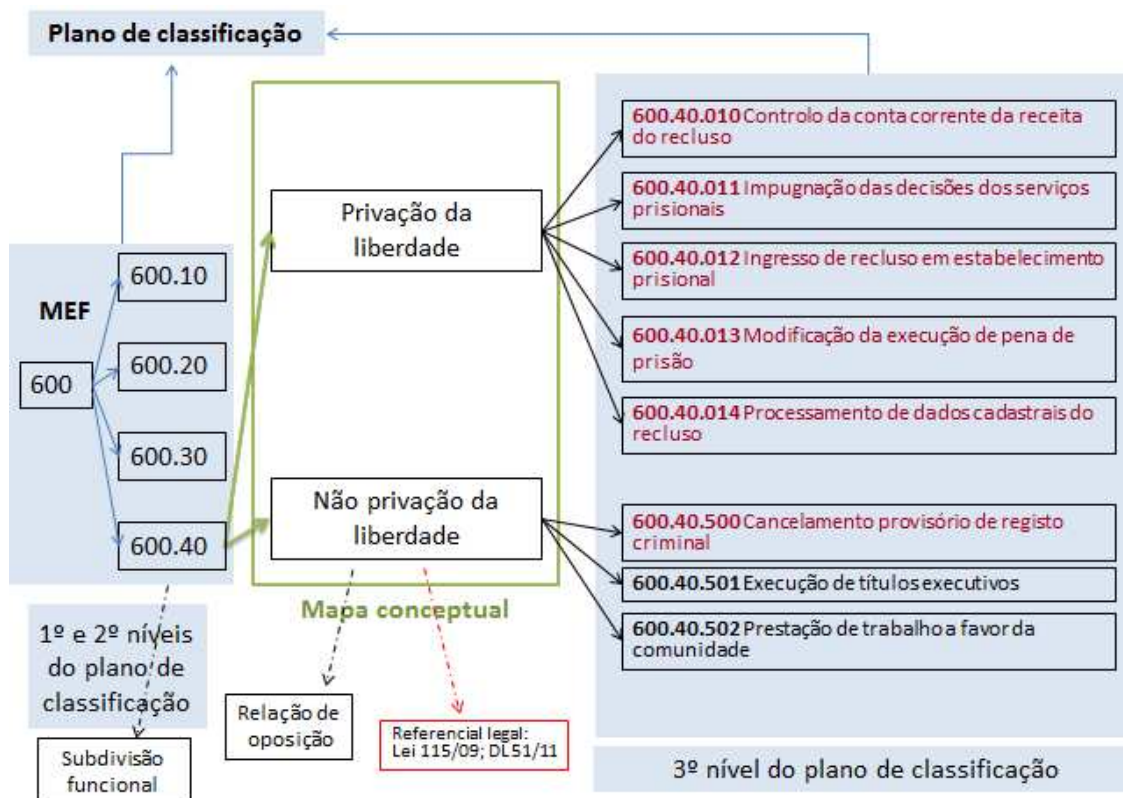 Plano de classificação
MEF
600
600.10
600.20
600.30
600.40
1º e 2º níveis
do plano de
classificação
Subdivisão
funcional
Privação da
liberdade
Não privação da
liberdade
Mapa conceptual
Relação de
oposição
Referencial legal:
Lei 115/09; DL51/11
600.40.010 Controlo da conta corrente da receita
do recluso
600.40.011 Impugnação das decisões dos serviços
prisionais
600.40.012 Ingresso de recluso em estabelecimento
prisional
600.40.013 Modificação da execução de pena de
prisão
600.40.014 Processamento de dados cadastrais do
recluso
600.40.500 Cancelamento provisório de registo
criminal
600.40.501 Execução de títulos executivos
600.40.502 Prestação de trabalho a favor da
comunidade
3º nível do plano de classificação